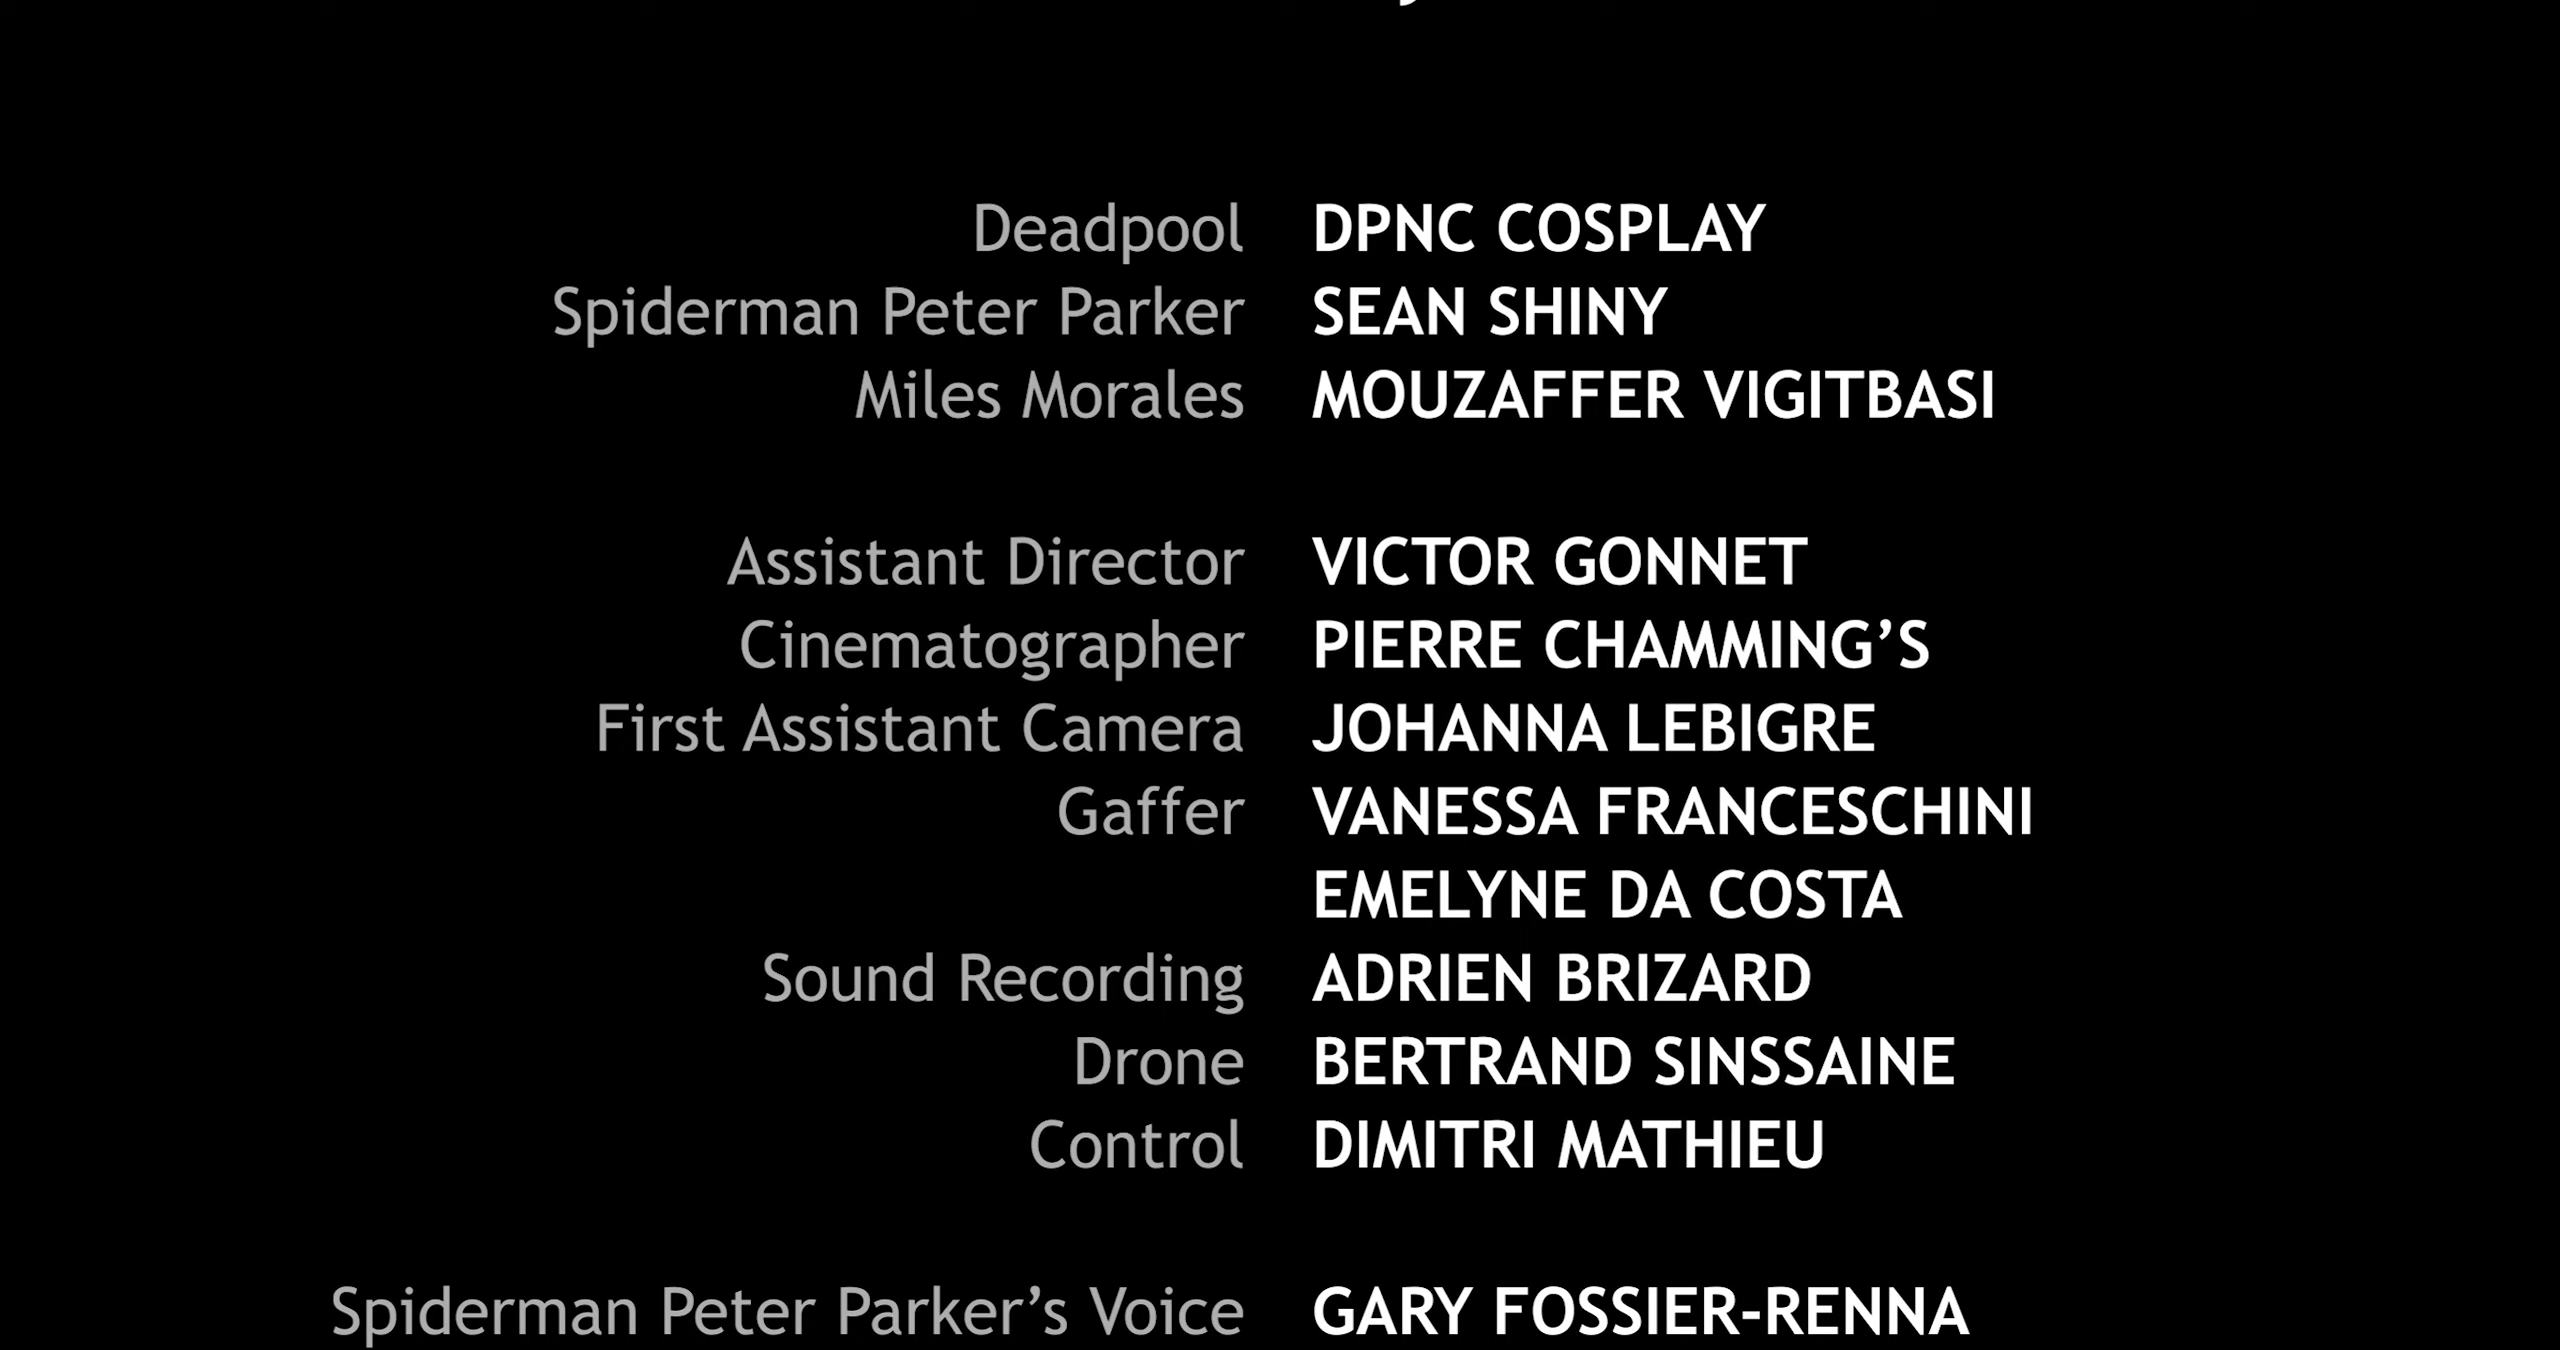 Deadpool DPNC COSPLAY
Spiderman Peter Parker SEAN SHINY
Miles Morales MOUZAFFER VIGITBASI
Assistant Director VICTOR GONNET
Cinematographer PIERRE CHAMMING’S
First Assistant Camera JOHANNA LEBIGRE
Gaffer VANESSA FRANCESCHINI
EMELYNE DA COSTA
Sound Recording ADRIEN BRIZARD
Drone BERTRAND SINSSAINE
Control DIMITRI MATHIEU
Spiderman Peter Parker’s Voice GARY FOSSIER-RENNA